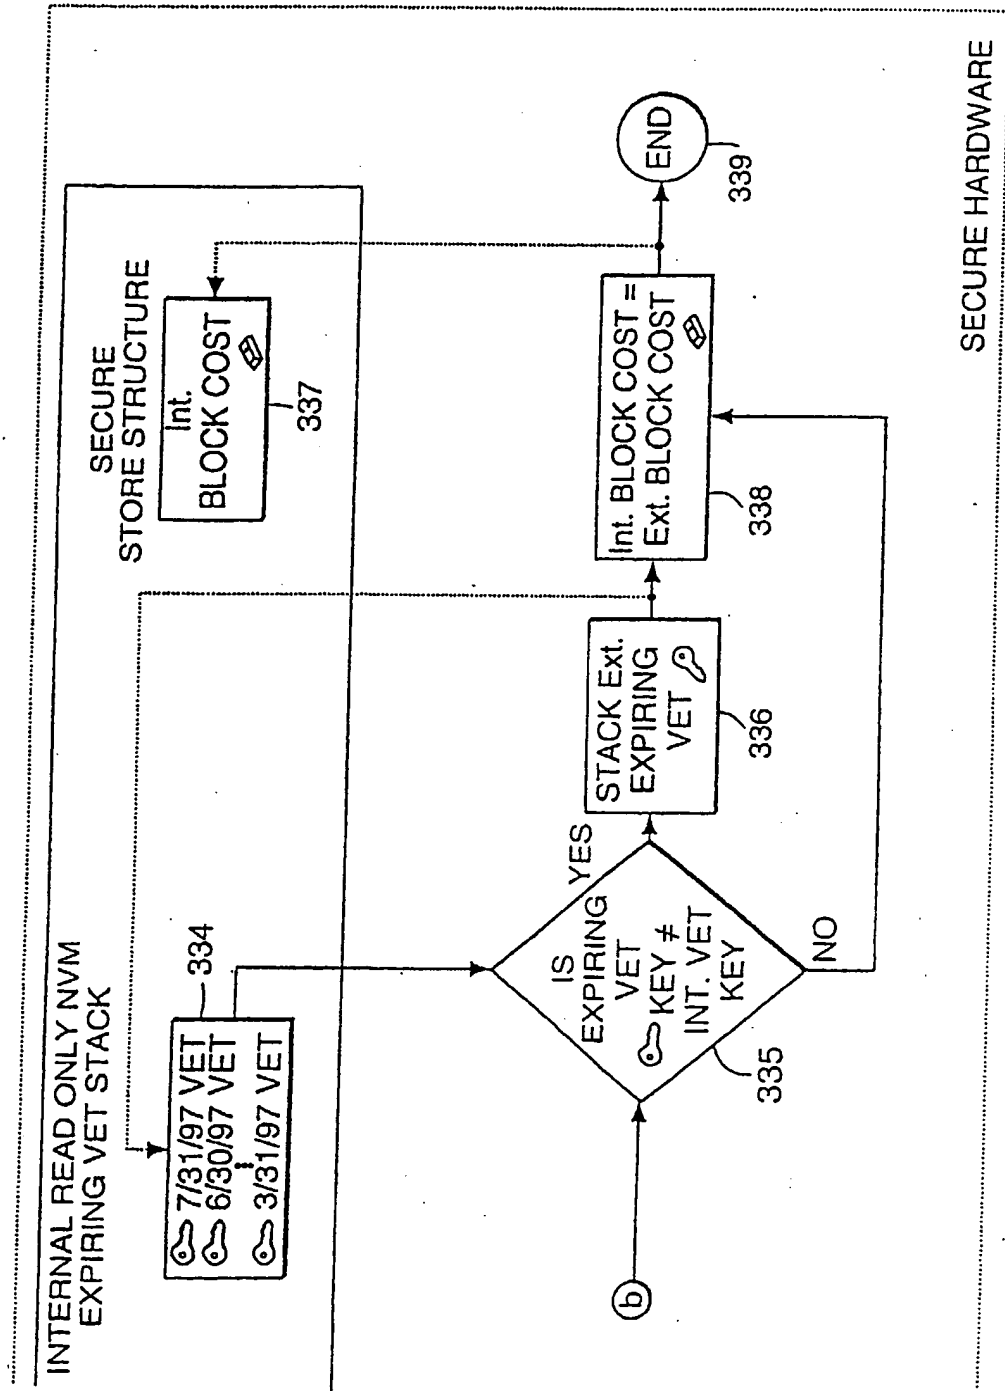 INTERNAL READ ONLY NVM
EXPIRING VET STACK
7/31/97 VET
6/30/97 VET
3/31/97 VET
334
SECURE
STORE STRUCTURE
Int.
BLOCK COST
337
b
IS
EXPIRING
VET
KEY ≠
INT. VET
KEY
335
YES
NO
STACK Ext.
EXPIRING
VET
336
Int. BLOCK COST =
Ext. BLOCK COST
338
END
339
SECURE HARDWARE